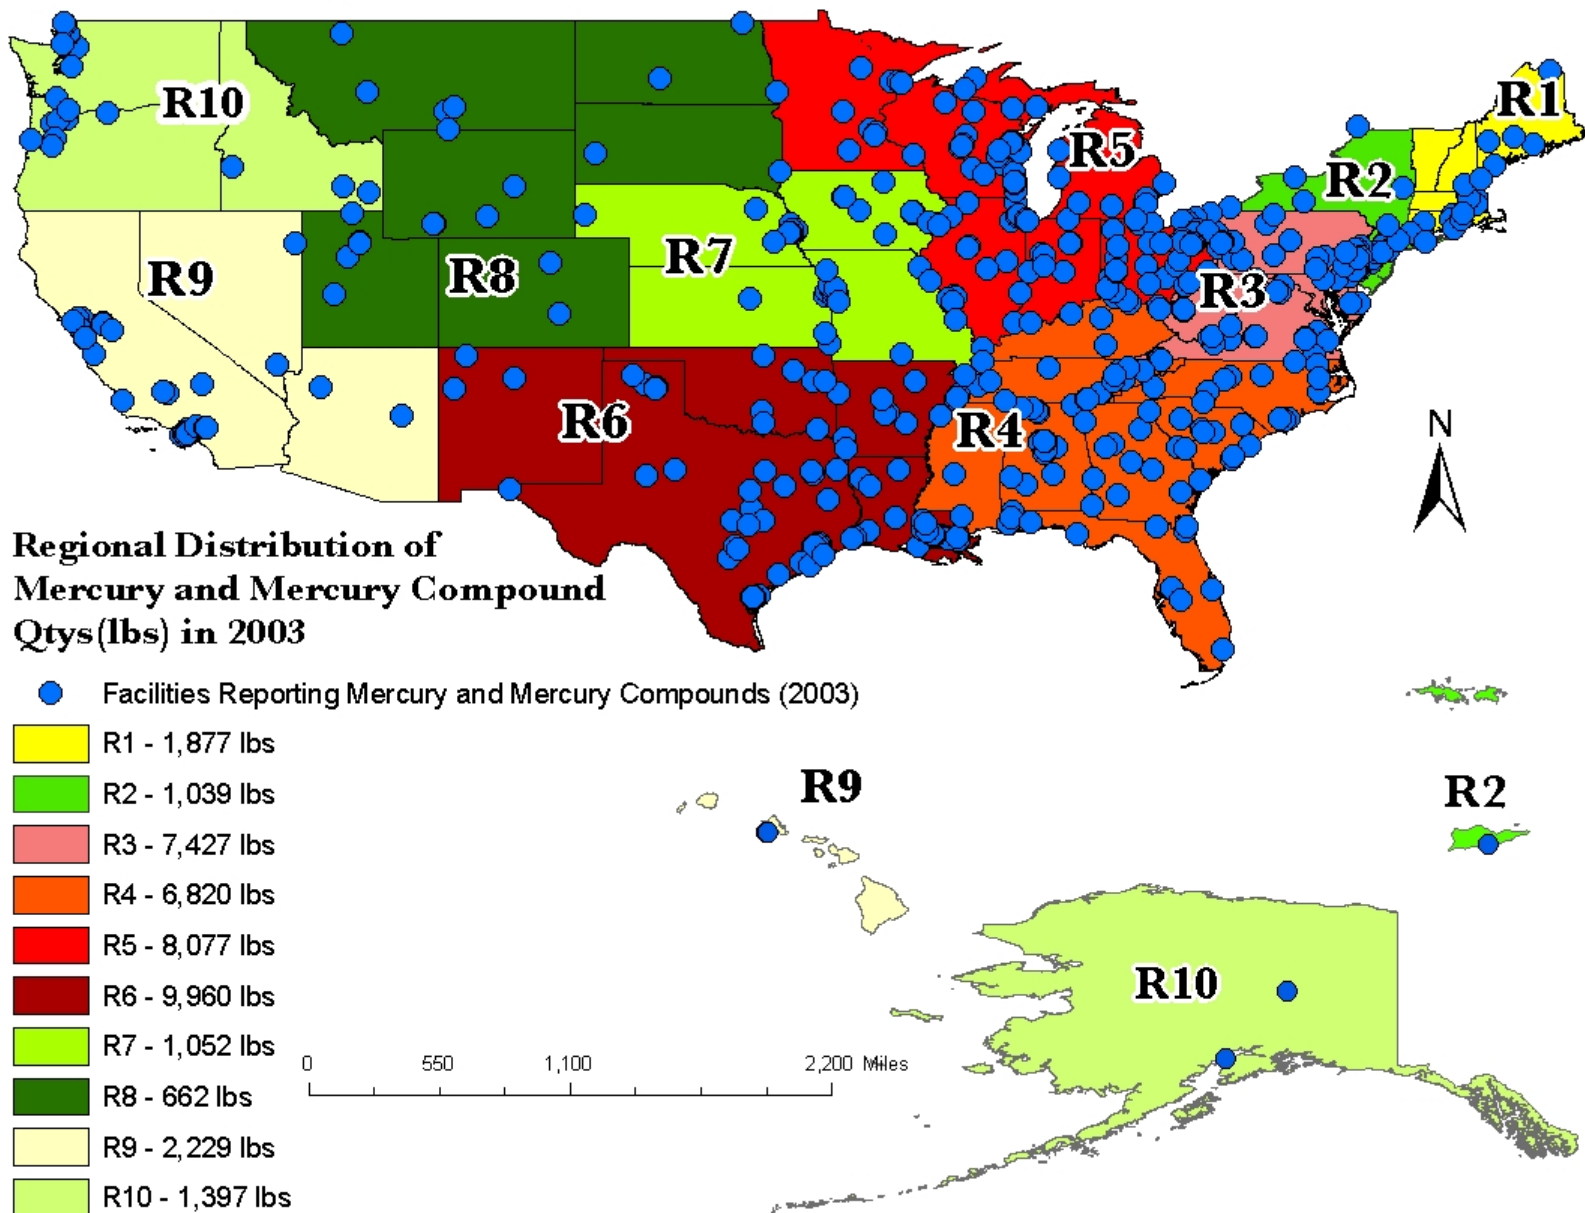 R10
R1
R5
R2
R9
R8
R7
R3
R6
R4
N
Regional Distribution of
Mercury and Mercury Compound
Qtys(lbs) in 2003
Facilities Reporting Mercury and Mercury Compounds (2003)
R1 - 1,877 lbs
R2 - 1,039 lbs
R3 - 7,427 lbs
R4 - 6,820 lbs
R5 - 8,077 lbs
R6 - 9,960 lbs
R7 - 1,052 lbs
R8 - 662 lbs
R9 - 2,229 lbs
R10 - 1,397 lbs
R9
R2
R10
0 550 1,100 2,200 Miles